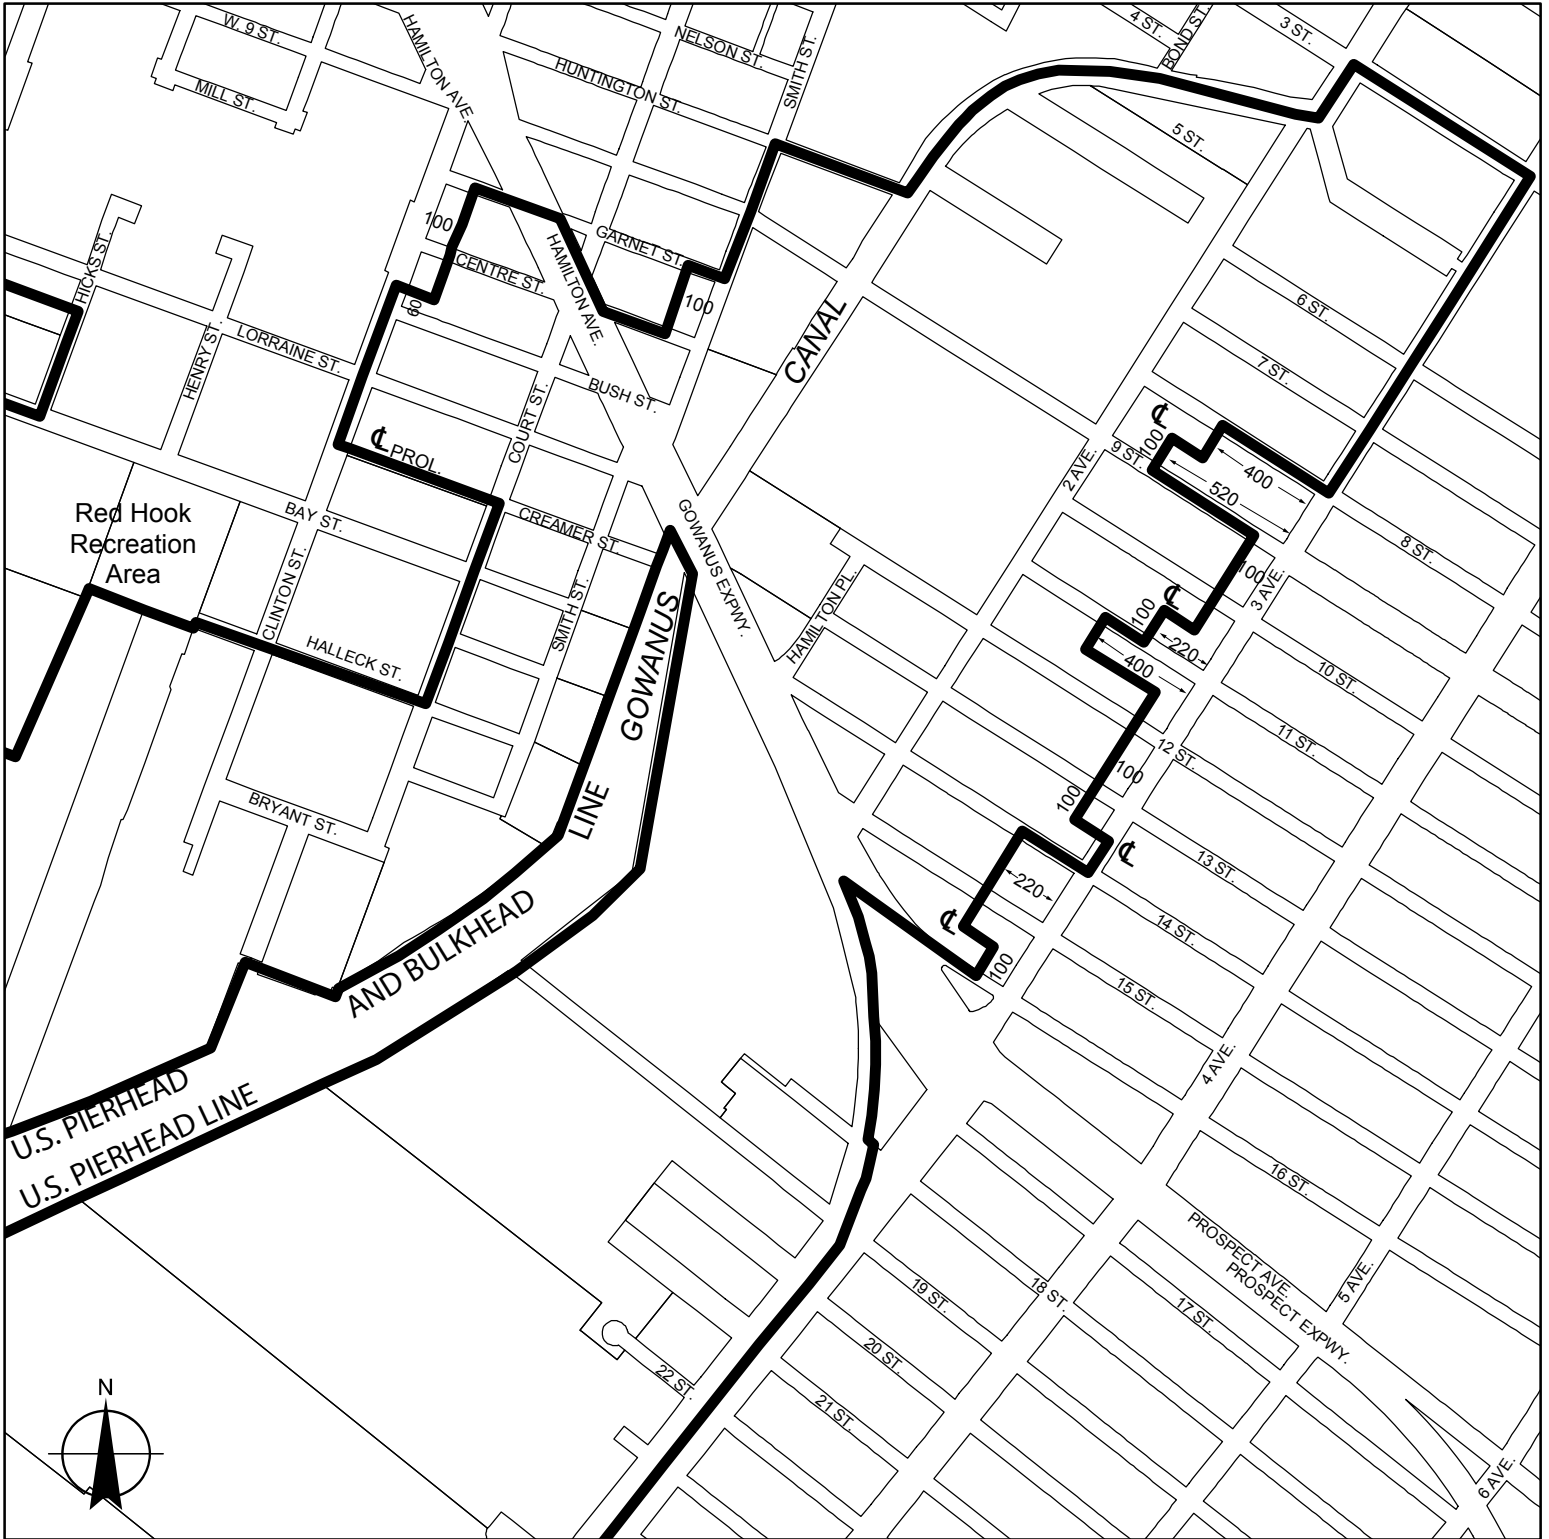 W. 9 ST.
MILL ST.
HAMILTON AVE.
NELSON ST.
HUNTINGTON ST.
SMITH ST.
4 ST.
BOND ST.
3 ST.
5 ST.
100
CENTRE ST.
60
HAMILTON AVE.
GARNET ST.
100
HICKS ST.
HENRY ST.
LORRAINE ST.
CANAL
6 ST.
7 ST.
BUSH ST.
COURT ST.
℄ PROL.
℄
100
9 ST.
2 AVE.
400
520
Red Hook
Recreation
Area
BAY ST.
CREAMER ST.
GOWANUS EXPWY.
8 ST.
CLINTON ST.
SMITH ST.
HAMILTON PL.
100
3 AVE.
℄
100
220
400
HALLECK ST.
GOWANUS
10 ST.
11 ST.
12 ST.
100
100
BRYANT ST.
LINE
℄
13 ST.
220
℄
100
14 ST.
15 ST.
AND BULKHEAD
U.S. PIERHEAD
U.S. PIERHEAD LINE
4 AVE.
16 ST.
PROSPECT AVE.
PROSPECT EXPWY.
5 AVE.
17 ST.
18 ST.
19 ST.
20 ST.
21 ST.
22 ST.
6 AVE.
N